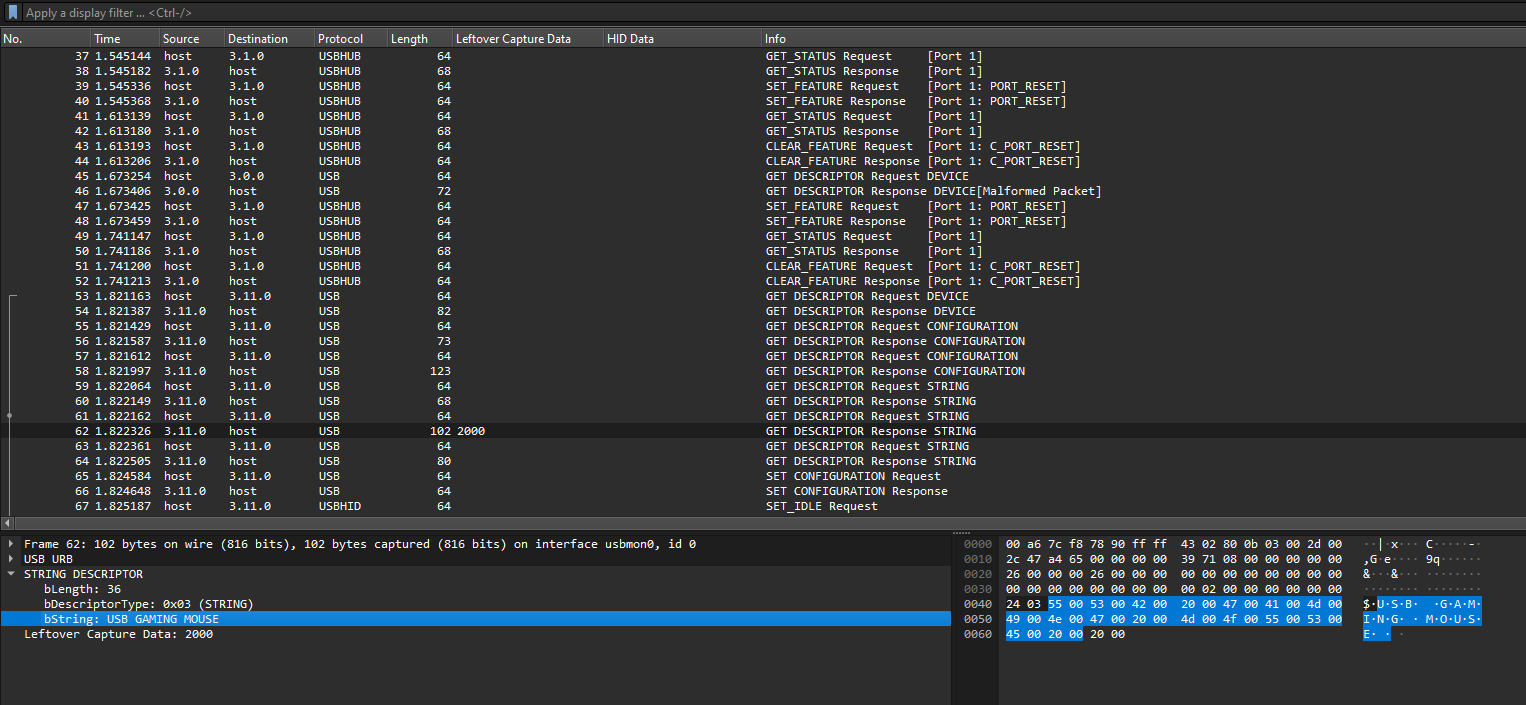 Apply a display filter ... <Ctrl-/>
No. Time Source Destination Protocol Length Leftover Capture Data HID Data Info
37 1.545144 host 3.1.0 USBHUB 64 GET_STATUS Request [Port 1]
38 1.545182 3.1.0 host USBHUB 68 GET_STATUS Response [Port 1]
39 1.545336 host 3.1.0 USBHUB 64 SET_FEATURE Request [Port 1: PORT_RESET]
40 1.545368 3.1.0 host USBHUB 64 SET_FEATURE Response [Port 1: PORT_RESET]
41 1.613139 host 3.1.0 USBHUB 64 GET_STATUS Request [Port 1]
42 1.613180 3.1.0 host USBHUB 68 GET_STATUS Response [Port 1]
43 1.613193 host 3.1.0 USBHUB 64 CLEAR_FEATURE Request [Port 1: C_PORT_RESET]
44 1.613206 3.1.0 host USBHUB 64 CLEAR_FEATURE Response [Port 1: C_PORT_RESET]
45 1.673254 host 3.0.0 USB 64 GET DESCRIPTOR Request DEVICE
46 1.673406 3.0.0 host USB 72 GET DESCRIPTOR Response DEVICE[Malformed Packet]
47 1.673425 host 3.1.0 USBHUB 64 SET_FEATURE Request [Port 1: PORT_RESET]
48 1.673459 3.1.0 host USBHUB 64 SET_FEATURE Response [Port 1: PORT_RESET]
49 1.741147 host 3.1.0 USBHUB 64 GET_STATUS Request [Port 1]
50 1.741186 3.1.0 host USBHUB 68 GET_STATUS Response [Port 1]
51 1.741200 host 3.1.0 USBHUB 64 CLEAR_FEATURE Request [Port 1: C_PORT_RESET]
52 1.741213 3.1.0 host USBHUB 64 CLEAR_FEATURE Response [Port 1: C_PORT_RESET]
53 1.821163 host 3.11.0 USB 64 GET DESCRIPTOR Request DEVICE
54 1.821387 3.11.0 host USB 82 GET DESCRIPTOR Response DEVICE
55 1.821429 host 3.11.0 USB 64 GET DESCRIPTOR Request CONFIGURATION
56 1.821587 3.11.0 host USB 73 GET DESCRIPTOR Response CONFIGURATION
57 1.821612 host 3.11.0 USB 64 GET DESCRIPTOR Request CONFIGURATION
58 1.821997 3.11.0 host USB 123 GET DESCRIPTOR Response CONFIGURATION
59 1.822064 host 3.11.0 USB 64 GET DESCRIPTOR Request STRING
60 1.822149 3.11.0 host USB 68 GET DESCRIPTOR Response STRING
61 1.822162 host 3.11.0 USB 64 GET DESCRIPTOR Request STRING
62 1.822326 3.11.0 host USB 102 2000 GET DESCRIPTOR Response STRING
63 1.822361 host 3.11.0 USB 64 GET DESCRIPTOR Request STRING
64 1.822505 3.11.0 host USB 80 GET DESCRIPTOR Response STRING
65 1.824584 host 3.11.0 USB 64 SET CONFIGURATION Request
66 1.824648 3.11.0 host USB 64 SET CONFIGURATION Response
67 1.825187 host 3.11.0 USBHID 64 SET_IDLE Request
Frame 62: 102 bytes on wire (816 bits), 102 bytes captured (816 bits) on interface usbmon0, id 0
USB URB
STRING DESCRIPTOR
bLength: 36
bDescriptorType: 0x03 (STRING)
bString: USB GAMING MOUSE
Leftover Capture Data: 2000
0000 00 a6 7c f8 78 90 ff ff 43 02 80 0b 03 00 2d 00 ··|·x··· C·····-·
0010 2c 47 a4 65 00 00 00 00 39 71 08 00 00 00 00 00 ,G·e···· 9q······
0020 26 00 00 00 26 00 00 00 00 00 00 00 00 00 00 00 &···&··· ········
0030 00 00 00 00 00 00 00 00 00 02 00 00 00 00 00 00 ········ ········
0040 24 03 55 00 53 00 42 00 20 00 47 00 41 00 4d 00 $·U·S·B· ·G·A·M·
0050 49 00 4e 00 47 00 20 00 4d 00 4f 00 55 00 53 00 I·N·G· · M·O·U·S·
0060 45 00 20 00 20 00 E· · ·